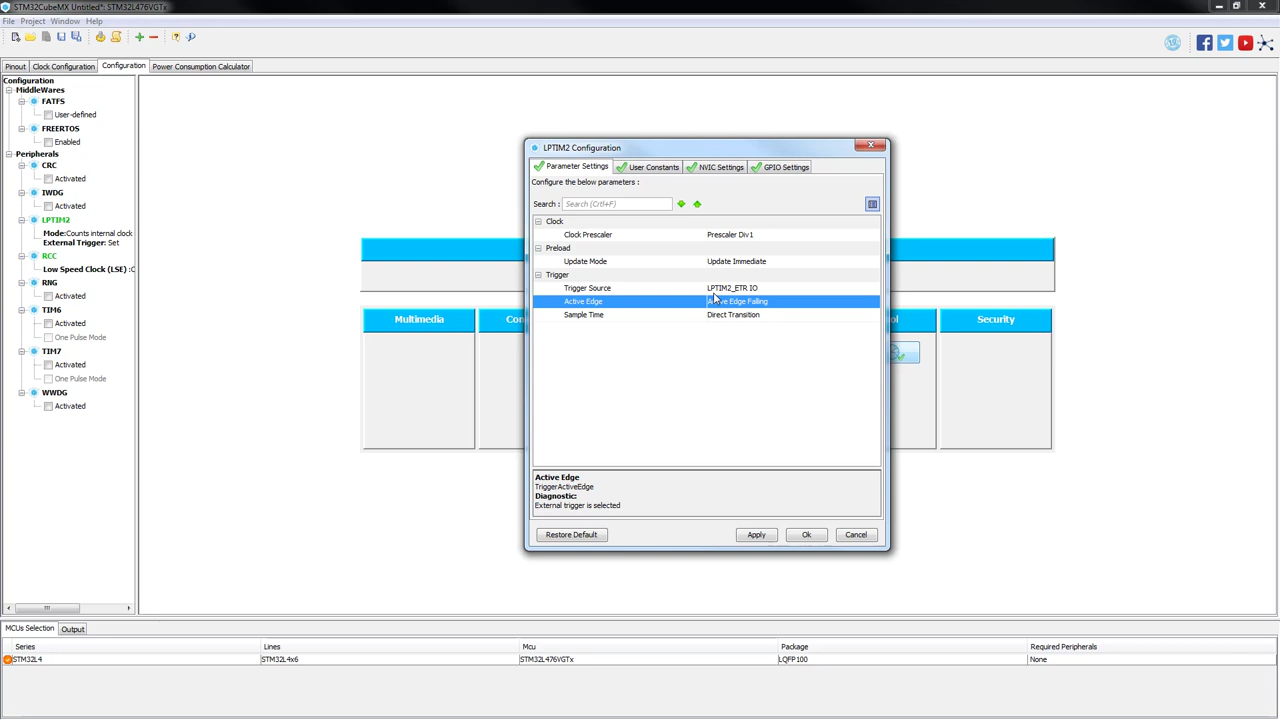 STM32CubeMX Untitled*: STM32L476VGTx
File Project Window Help
Pinout Clock Configuration Configuration Power Consumption Calculator
Configuration
MiddleWares
FATFS
User-defined
FREERTOS
Enabled
Peripherals
CRC
Activated
IWDG
Activated
LPTIM2
Mode:Counts internal clock
External Trigger: Set
RCC
Low Speed Clock (LSE) :C
RNG
Activated
TIM6
Activated
One Pulse Mode
TIM7
Activated
One Pulse Mode
WWDG
Activated
Multimedia
Security
LPTIM2 Configuration
Parameter Settings User Constants NVIC Settings GPIO Settings
Configure the below parameters :
Search : Search (Crtl+F)
Clock
Clock Prescaler Prescaler Div1
Preload
Update Mode Update Immediate
Trigger
Trigger Source LPTIM2_ETR IO
Active Edge Active Edge Falling
Sample Time Direct Transition
Active Edge
TriggerActiveEdge
Diagnostic:
External trigger is selected
Restore Default Apply Ok Cancel
MCUs Selection Output
Series Lines Mcu Package Required Peripherals
STM32L4 STM32L4x6 STM32L476VGTx LQFP100 None